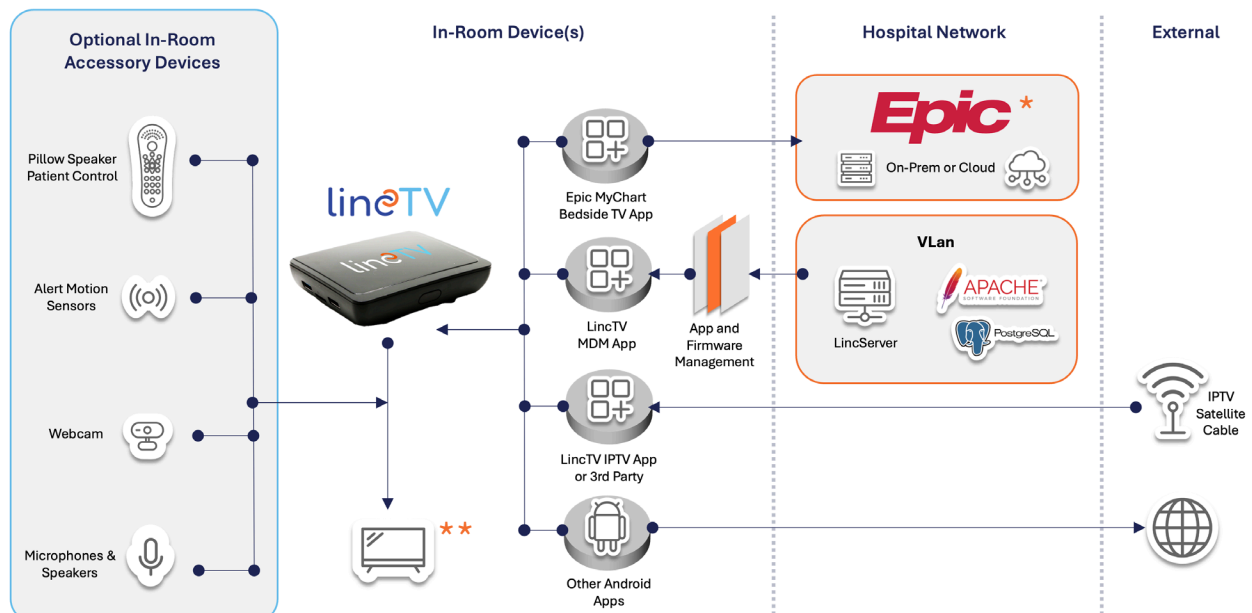 Optional In-Room
Accessory Devices
Pillow Speaker
Patient Control
Alert Motion
Sensors
Webcam
Microphones &
Speakers
In-Room Device(s)
lincTV
lincTV
**
Epic MyChart
Bedside TV App
LincTV
MDM App
App and
Firmware
Management
LincTV IPTV App
or 3rd Party
Other Android
Apps
Hospital Network
Epic *
On-Prem or Cloud
VLan
LincServer
APACHE
SOFTWARE FOUNDATION
PostgreSQL
External
IPTV
Satellite
Cable